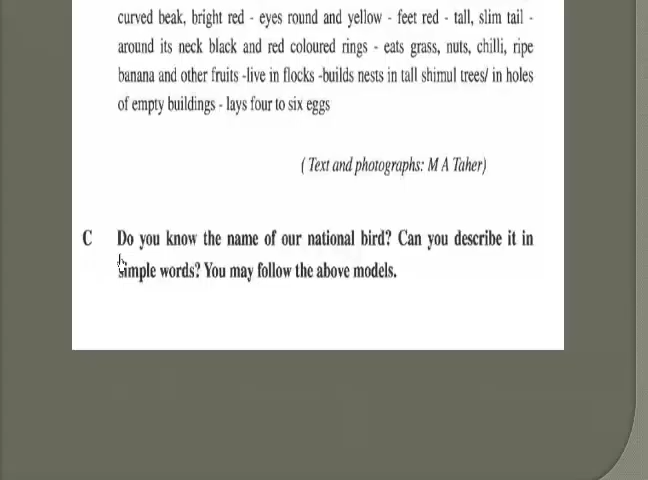 curved beak, bright red - eyes round and yellow - feet red - tall, slim tail -
around its neck black and red coloured rings - eats grass, nuts, chilli, ripe
banana and other fruits -live in flocks -builds nests in tall shimul trees/ in holes
of empty buildings - lays four to six eggs
( Text and photographs: M A Taher)
C Do you know the name of our national bird? Can you describe it in
simple words? You may follow the above models.